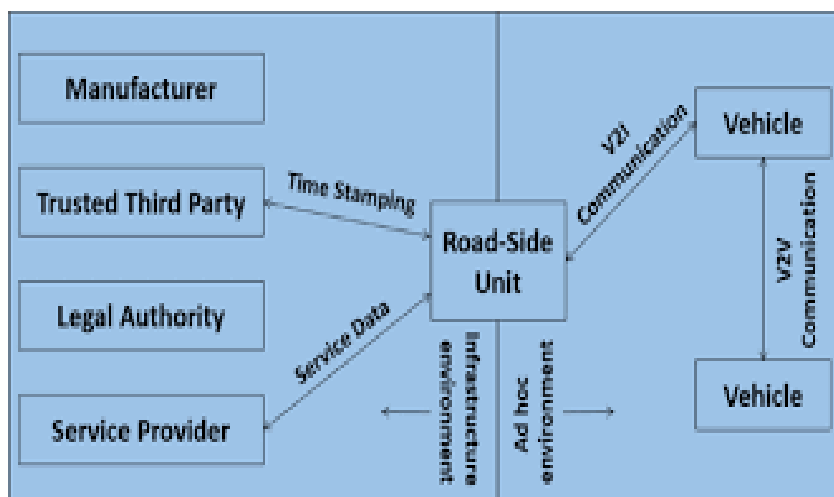 Manufacturer
Trusted Third Party
Legal Authority
Service Provider
Time Stamping
Service Data
Road-Side
Unit
Infrastructure
environment
Ad hoc
environment
V2i
Communication
Vehicle
V2V
Communication
Vehicle